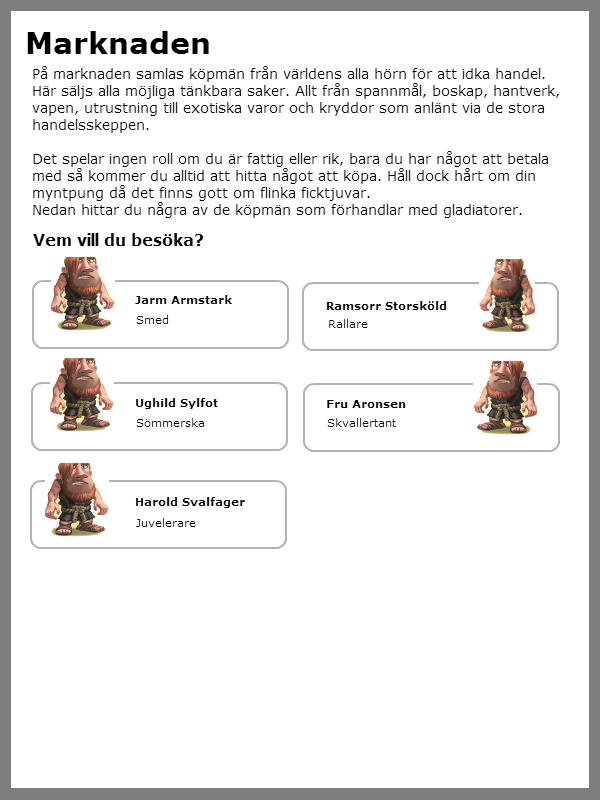 Marknaden
På marknaden samlas köpmän från världens alla hörn för att idka handel.
Här säljs alla möjliga tänkbara saker. Allt från spannmål, boskap, hantverk,
vapen, utrustning till exotiska varor och kryddor som anlänt via de stora
handelsskeppen.
Det spelar ingen roll om du är fattig eller rik, bara du har något att betala
med så kommer du alltid att hitta något att köpa. Håll dock hårt om din
myntpung då det finns gott om flinka ficktjuvar.
Nedan hittar du några av de köpmän som förhandlar med gladiatorer.
Vem vill du besöka?
Jarm Armstark
Smed
Ramsorr Storsköld
Rallare
Ughild Sylfot
Sömmerska
Fru Aronsen
Skvallertant
Harold Svalfager
Juvelerare